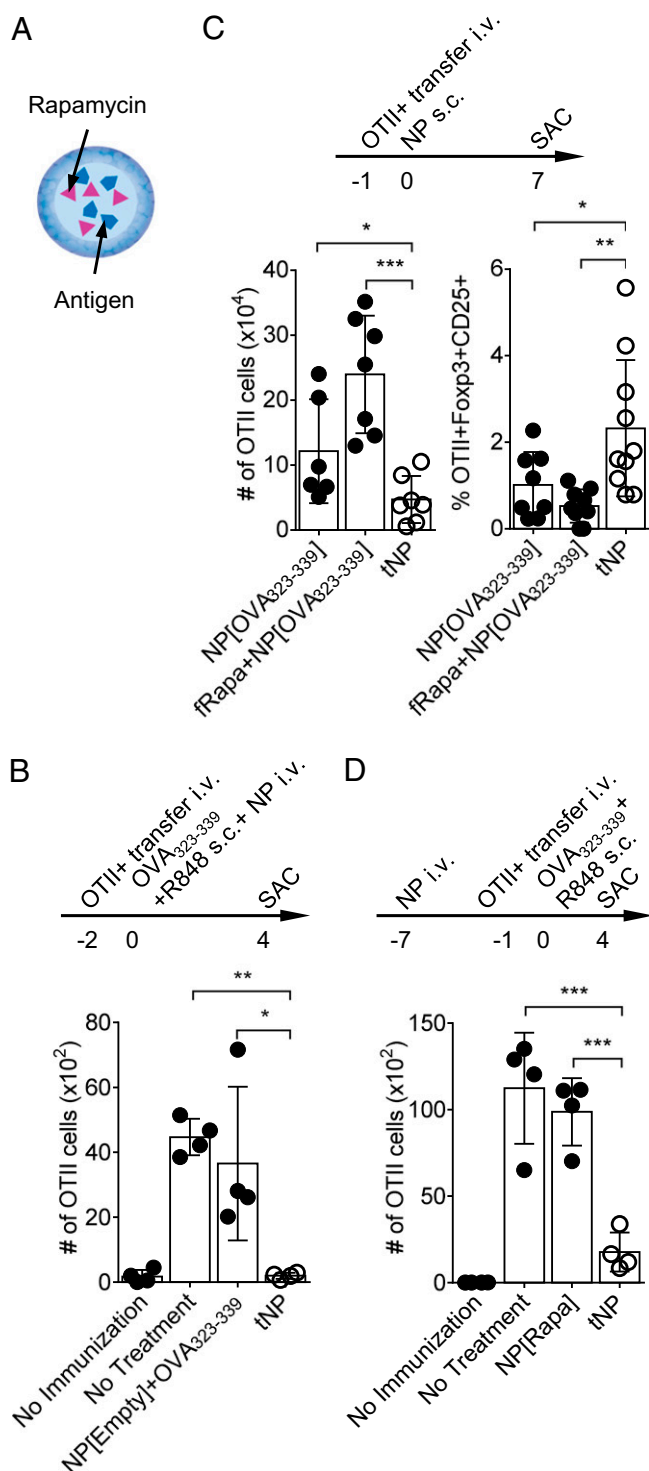 A
Rapamycin
Antigen
C
OTII+ transfer i.v.
NP s.c.
SAC
-1 0 7
# of OTII cells (x10⁴)
40
30
20
10
0
*
***
NP[OVA₃₂₃₋₃₃₉]
fRapa+NP[OVA₃₂₃₋₃₃₉]
tNP
% OTII+Foxp3+CD25+
6
4
2
0
*
**
NP[OVA₃₂₃₋₃₃₉]
fRapa+NP[OVA₃₂₃₋₃₃₉]
tNP
B
OTII+ transfer i.v.
OVA₃₂₃₋₃₃₉
+R848 s.c.+ NP i.v.
SAC
-2 0 4
# of OTII cells (x10²)
80
60
40
20
0
**
*
No Immunization
No Treatment
NP[Empty]+OVA₃₂₃₋₃₃₉
tNP
D
NP i.v.
OTII+ transfer i.v.
OVA₃₂₃₋₃₃₉+
R848 s.c.
SAC
-7 -1 0 4
# of OTII cells (x10²)
150
100
50
0
***
***
No Immunization
No Treatment
NP[Rapa]
tNP